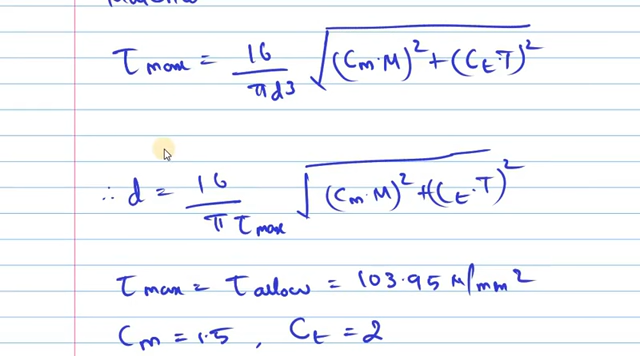 τmax = 16/πd3 √(Cm·M)² + (Ct·T)²
∴ d = 16/πτmax √(Cm·M)² + (Ct·T)²
τmax = τallow = 103.95 N/mm²
Cm = 1.5 , Ct = 2